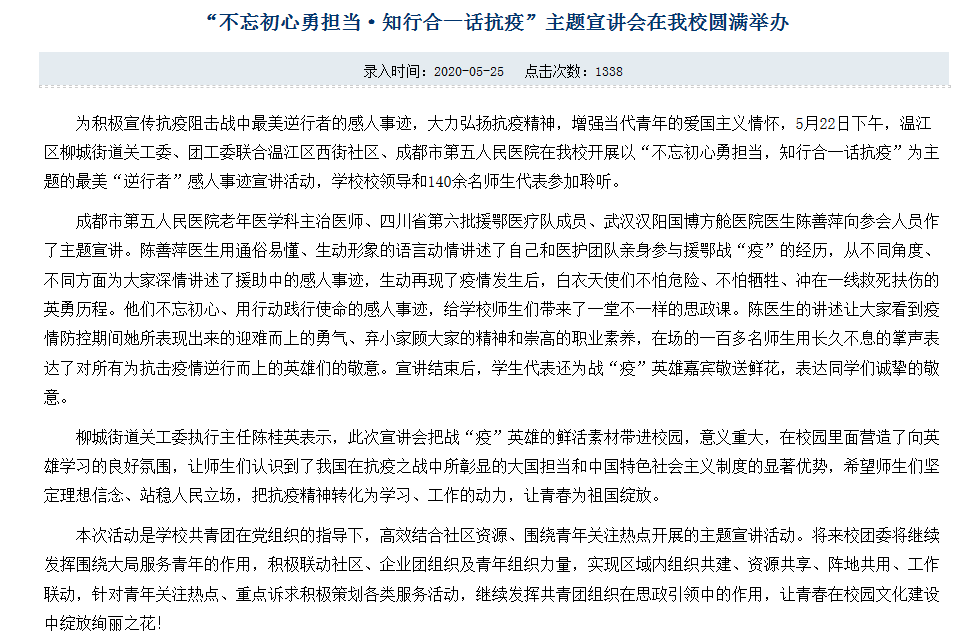 “不忘初心勇担当·知行合一话抗疫”主题宣讲会在我校圆满举办
录入时间：2020-05-25 点击次数：1338
为积极宣传抗疫阻击战中最美逆行者的感人事迹，大力弘扬抗疫精神，增强当代青年的爱国主义情怀，5月22日下午，温江
区柳城街道关工委、团工委联合温江区西街社区、成都市第五人民医院在我校开展以“不忘初心勇担当，知行合一话抗疫”为主
题的最美“逆行者”感人事迹宣讲活动，学校校领导和140余名师生代表参加聆听。
成都市第五人民医院老年医学科主治医师、四川省第六批援鄂医疗队成员、武汉汉阳国博方舱医院医生陈善萍向参会人员作
了主题宣讲。陈善萍医生用通俗易懂、生动形象的语言动情讲述了自己和医护团队亲身参与援鄂战“疫”的经历，从不同角度、
不同方面为大家深情讲述了援助中的感人事迹，生动再现了疫情发生后，白衣天使们不怕危险、不怕牺牲、冲在一线救死扶伤的
英勇历程。他们不忘初心、用行动践行使命的感人事迹，给学校师生们带来了一堂不一样的思政课。陈医生的讲述让大家看到疫
情防控期间她所表现出来的迎难而上的勇气、弃小家顾大家的精神和崇高的职业素养，在场的一百多名师生用长久不息的掌声表
达了对所有为抗击疫情逆行而上的英雄们的敬意。宣讲结束后，学生代表还为战“疫”英雄嘉宾敬送鲜花，表达同学们诚挚的敬
意。
柳城街道关工委执行主任陈桂英表示，此次宣讲会把战“疫”英雄的鲜活素材带进校园，意义重大，在校园里面营造了向英
雄学习的良好氛围，让师生们认识到了我国在抗疫之战中所彰显的大国担当和中国特色社会主义制度的显著优势，希望师生们坚
定理想信念、站稳人民立场，把抗疫精神转化为学习、工作的动力，让青春为祖国绽放。
本次活动是学校共青团在党组织的指导下，高效结合社区资源、围绕青年关注热点开展的主题宣讲活动。将来校团委将继续
发挥围绕大局服务青年的作用，积极联动社区、企业团组织及青年组织力量，实现区域内组织共建、资源共享、阵地共用、工作
联动，针对青年关注热点、重点诉求积极策划各类服务活动，继续发挥共青团组织在思政引领中的作用，让青春在校园文化建设
中绽放绚丽之花！